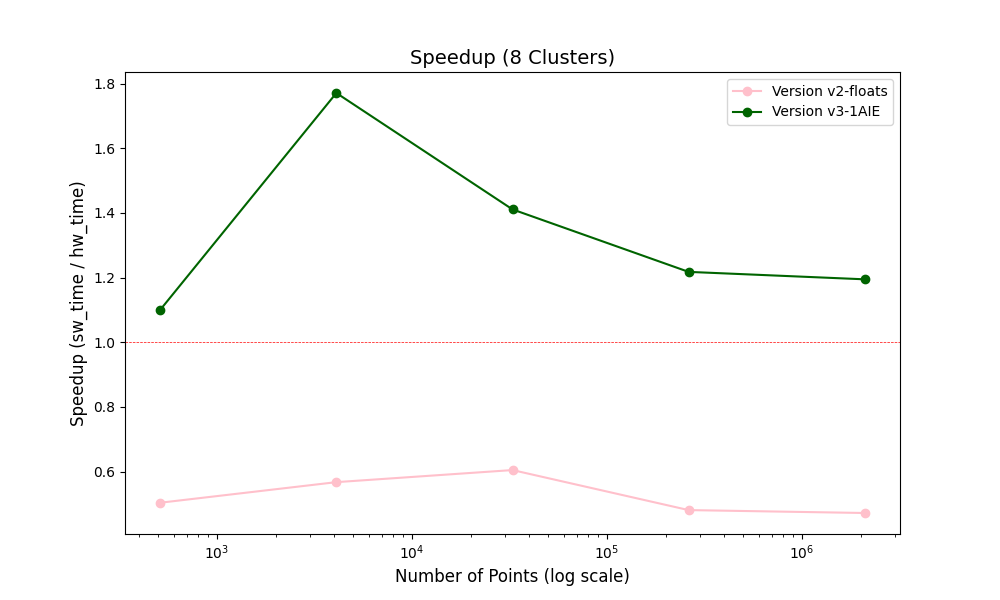 Speedup (8 Clusters)
Version v2-floats
Version v3-1AIE
Speedup (sw_time / hw_time)
1.8
1.6
1.4
1.2
1.0
0.8
0.6
10³
10⁴
10⁵
10⁶
Number of Points (log scale)